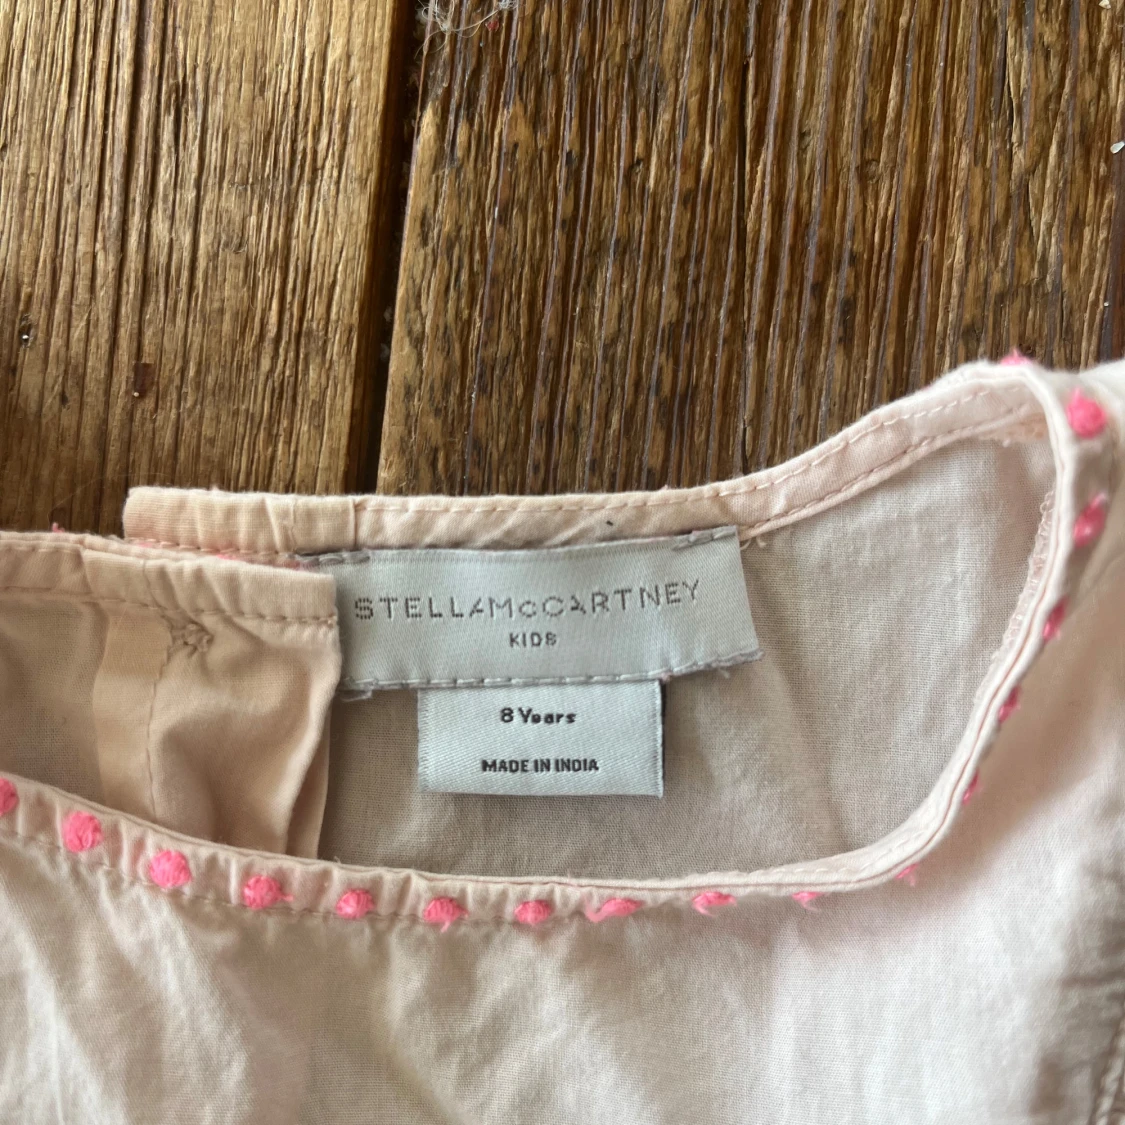 STELLAMcCARTNEY
KIDS
8 Years
MADE IN INDIA